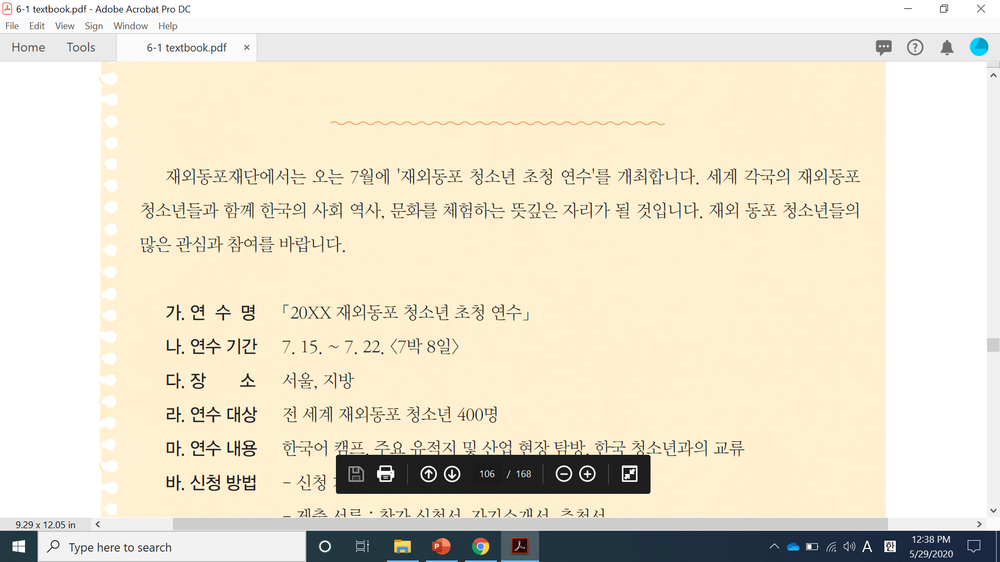 6-1 textbook.pdf - Adobe Acrobat Pro DC
File Edit View Sign Window Help
Home Tools 6-1 textbook.pdf
재외동포재단에서는 오는 7월에 '재외동포 청소년 초청 연수'를 개최합니다. 세계 각국의 재외동포
청소년들과 함께 한국의 사회 역사, 문화를 체험하는 뜻깊은 자리가 될 것입니다. 재외 동포 청소년들의
많은 관심과 참여를 바랍니다.
가. 연 수 명 「20XX 재외동포 청소년 초청 연수」
나. 연수 기간 7. 15. ~ 7. 22. 〈7박 8일〉
다. 장 소 서울, 지방
라. 연수 대상 전 세계 재외동포 청소년 400명
마. 연수 내용 한국어 캠프, 주요 유적지 및 산업 현장 탐방, 한국 청소년과의 교류
바. 신청 방법 - 신청
- 제출 서류 : 참가 신청서, 자기소개서, 추천서
106 / 168
9.29 x 12.05 in
Type here to search
A 한
12:38 PM
5/29/2020